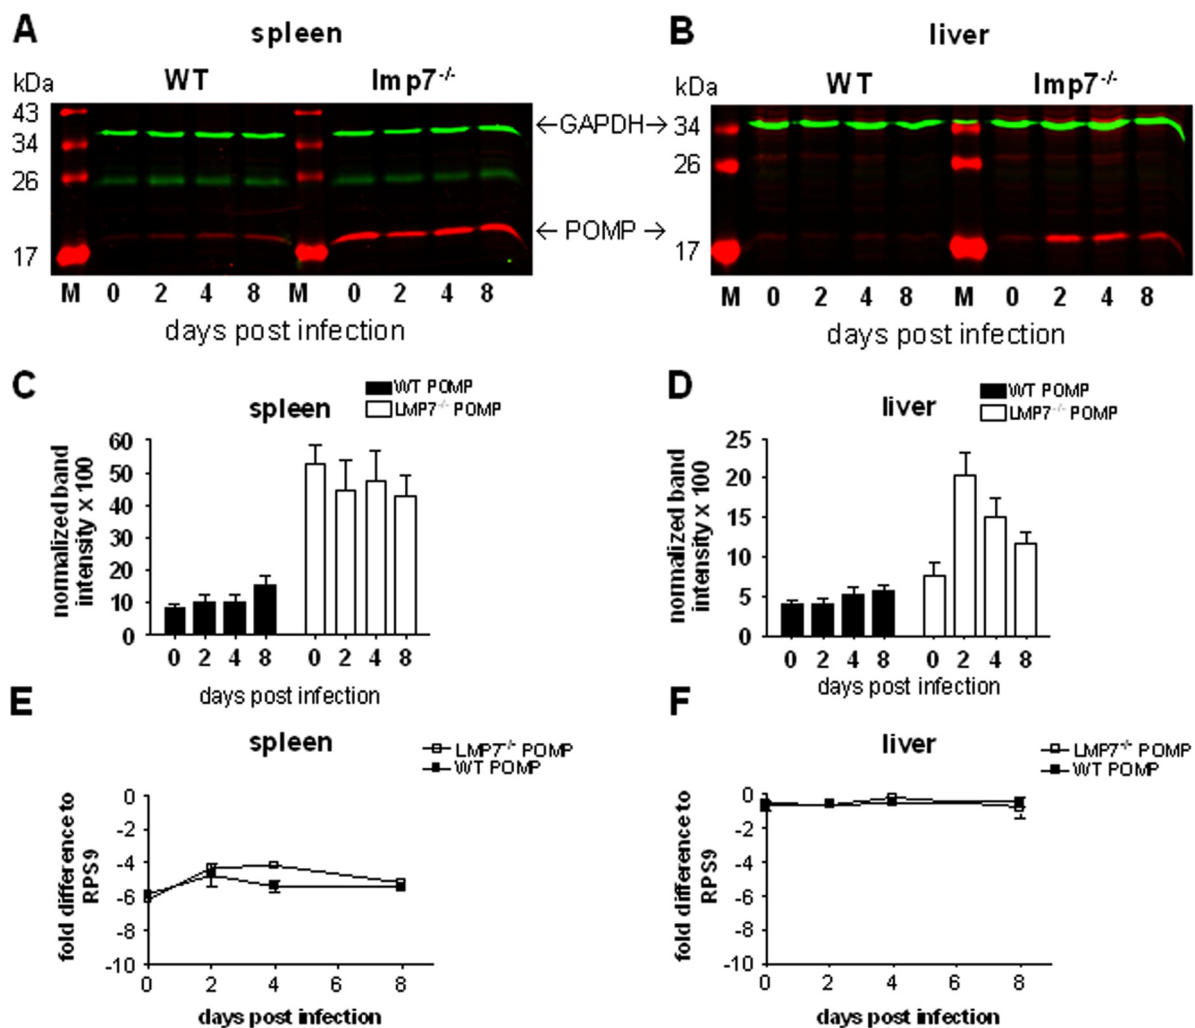 A
spleen
kDa
WT
lmp7-/-
43
34
26
17
M 0 2 4 8 M 0 2 4 8
days post infection
←GAPDH→
← POMP →
B
liver
kDa
WT
lmp7-/-
34
26
17
M 0 2 4 8 M 0 2 4 8
days post infection
C
spleen
WT POMP
LMP7-/- POMP
normalized band
intensity x 100
60
50
40
30
20
10
0
0 2 4 8 0 2 4 8
days post infection
D
liver
WT POMP
LMP7-/- POMP
normalized band
intensity x 100
25
20
15
10
5
0
0 2 4 8 0 2 4 8
days post infection
E
spleen
LMP7-/- POMP
WT POMP
fold difference to
RPS9
0
-2
-4
-6
-8
-10
0 2 4 6 8
days post infection
F
liver
LMP7-/- POMP
WT POMP
fold difference to
RPS9
0
-2
-4
-6
-8
-10
0 2 4 6 8
days post infection